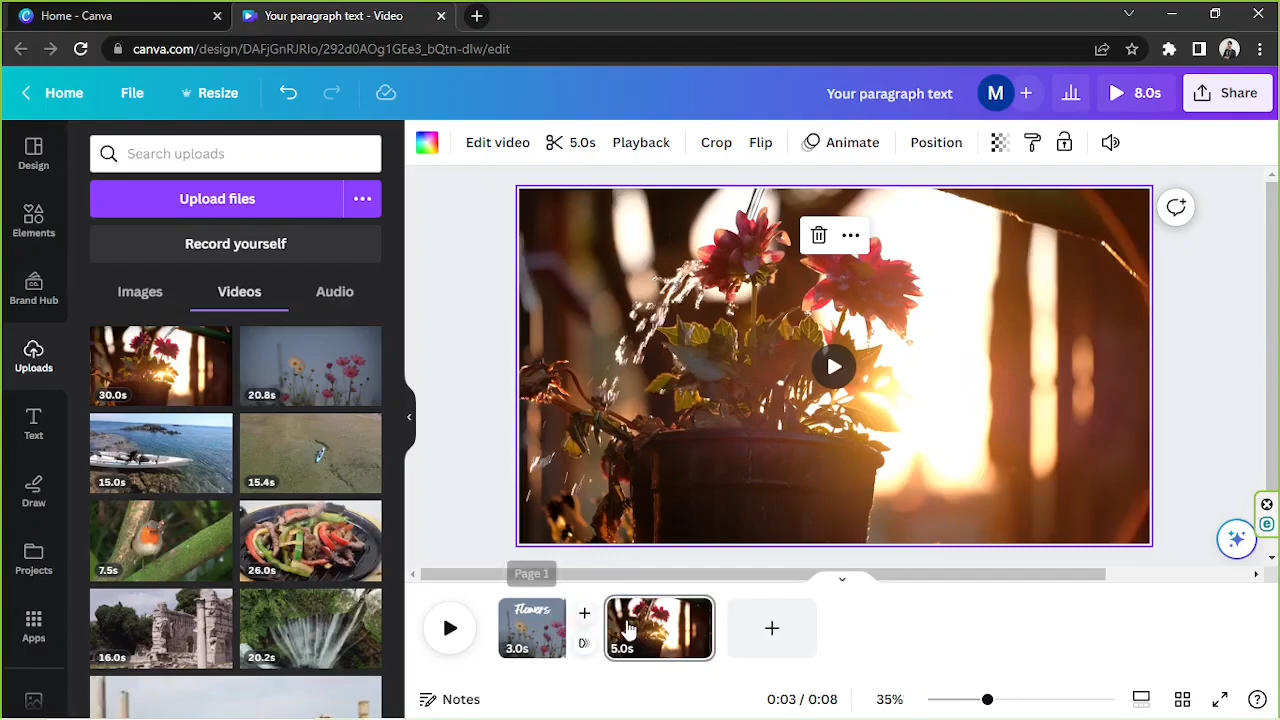 Home - Canva
Your paragraph text - Video
canva.com/design/DAFjGnRJRIo/292d0AOg1GEe3_bQtn-dIw/edit
Home
File
Resize
Your paragraph text
M
8.0s
Share
Design
Elements
Brand Hub
Uploads
Text
Draw
Projects
Apps
Search uploads
Upload files
Record yourself
Images
Videos
Audio
30.0s
20.8s
15.0s
15.4s
7.5s
26.0s
16.0s
20.2s
Edit video
5.0s
Playback
Crop
Flip
Animate
Position
Page 1
Flowers
3.0s
5.0s
Notes
0:03 / 0:08
35%